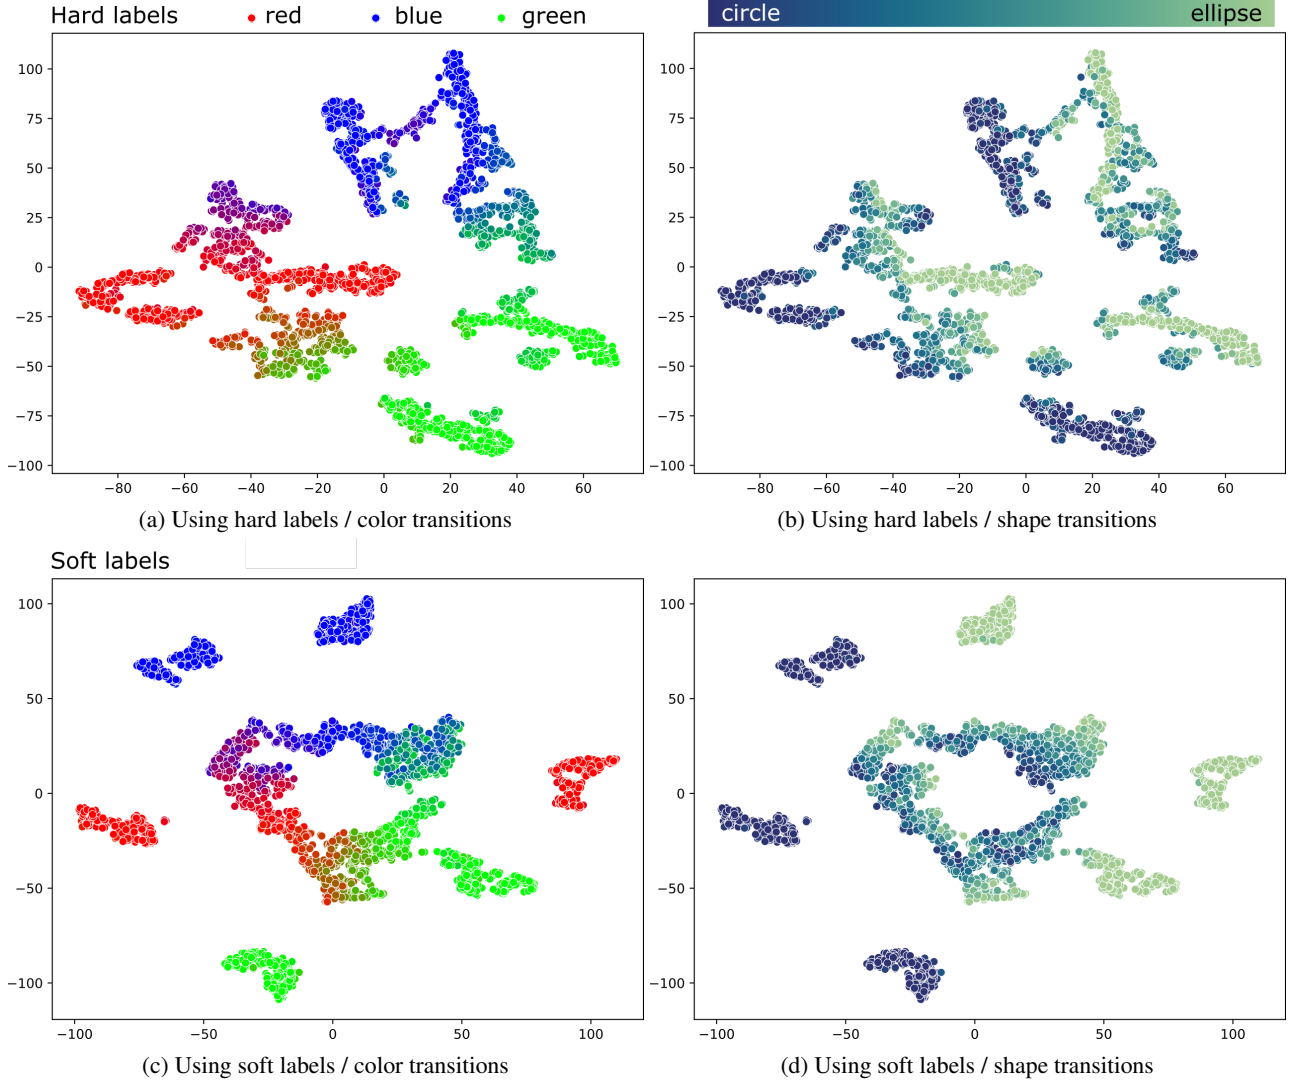 Hard labels red blue green
circle ellipse
100
75
50
25
0
−25
−50
−75
−100
−80 −60 −40 −20 0 20 40 60
100
75
50
25
0
−25
−50
−75
−100
−80 −60 −40 −20 0 20 40 60
(a) Using hard labels / color transitions
(b) Using hard labels / shape transitions
Soft labels
100
50
0
−50
−100
−100 −50 0 50 100
100
50
0
−50
−100
−100 −50 0 50 100
(c) Using soft labels / color transitions
(d) Using soft labels / shape transitions